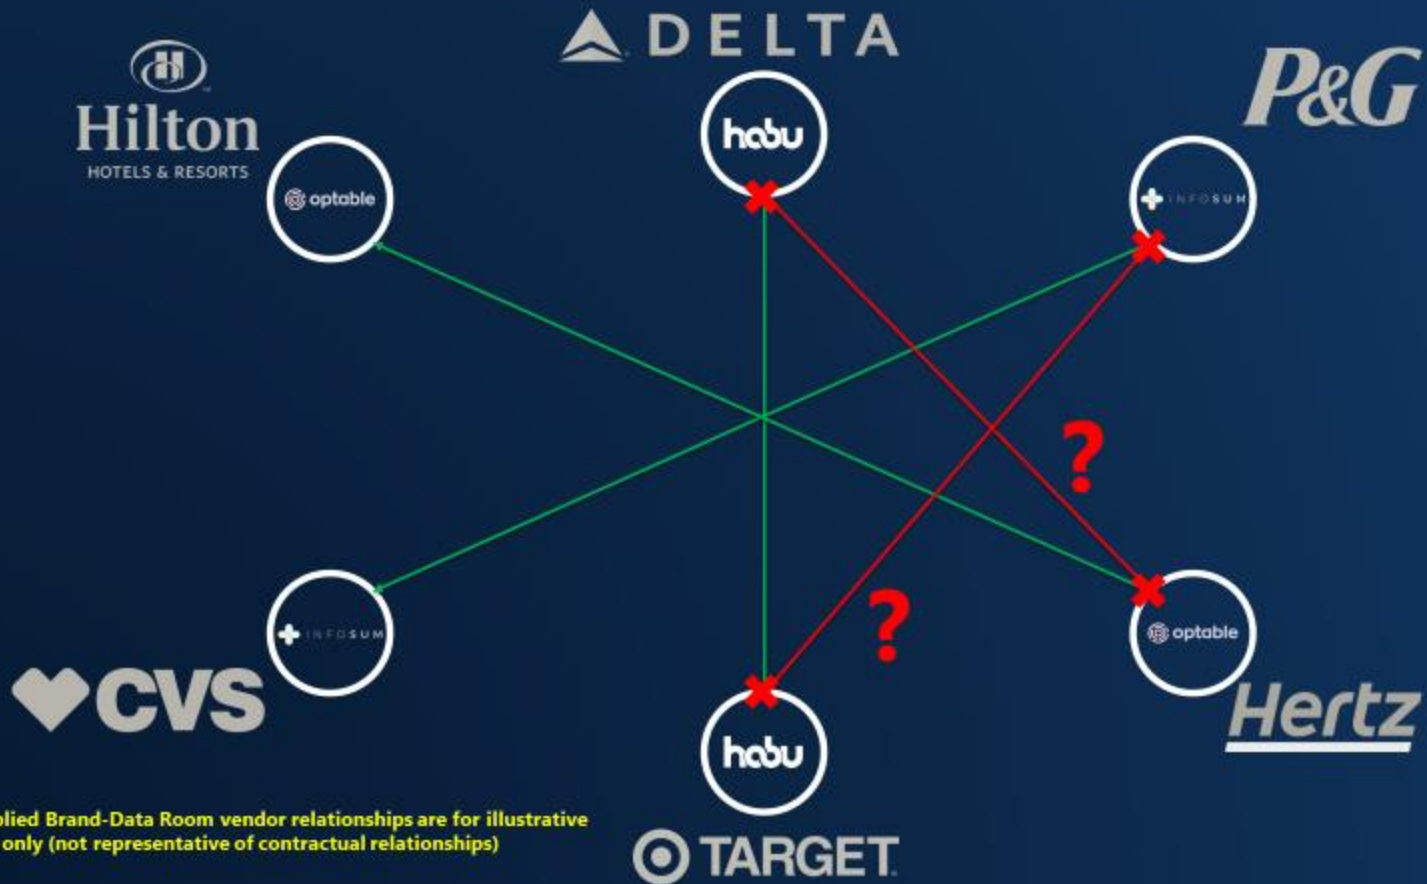 DELTA
Hilton
HOTELS & RESORTS
P&G
habu
optable
INFOSUM
?
?
INFOSUM
optable
CVS
habu
Hertz
Brand-Data Room vendor relationships are for illustrative
only (not representative of contractual relationships)
TARGET